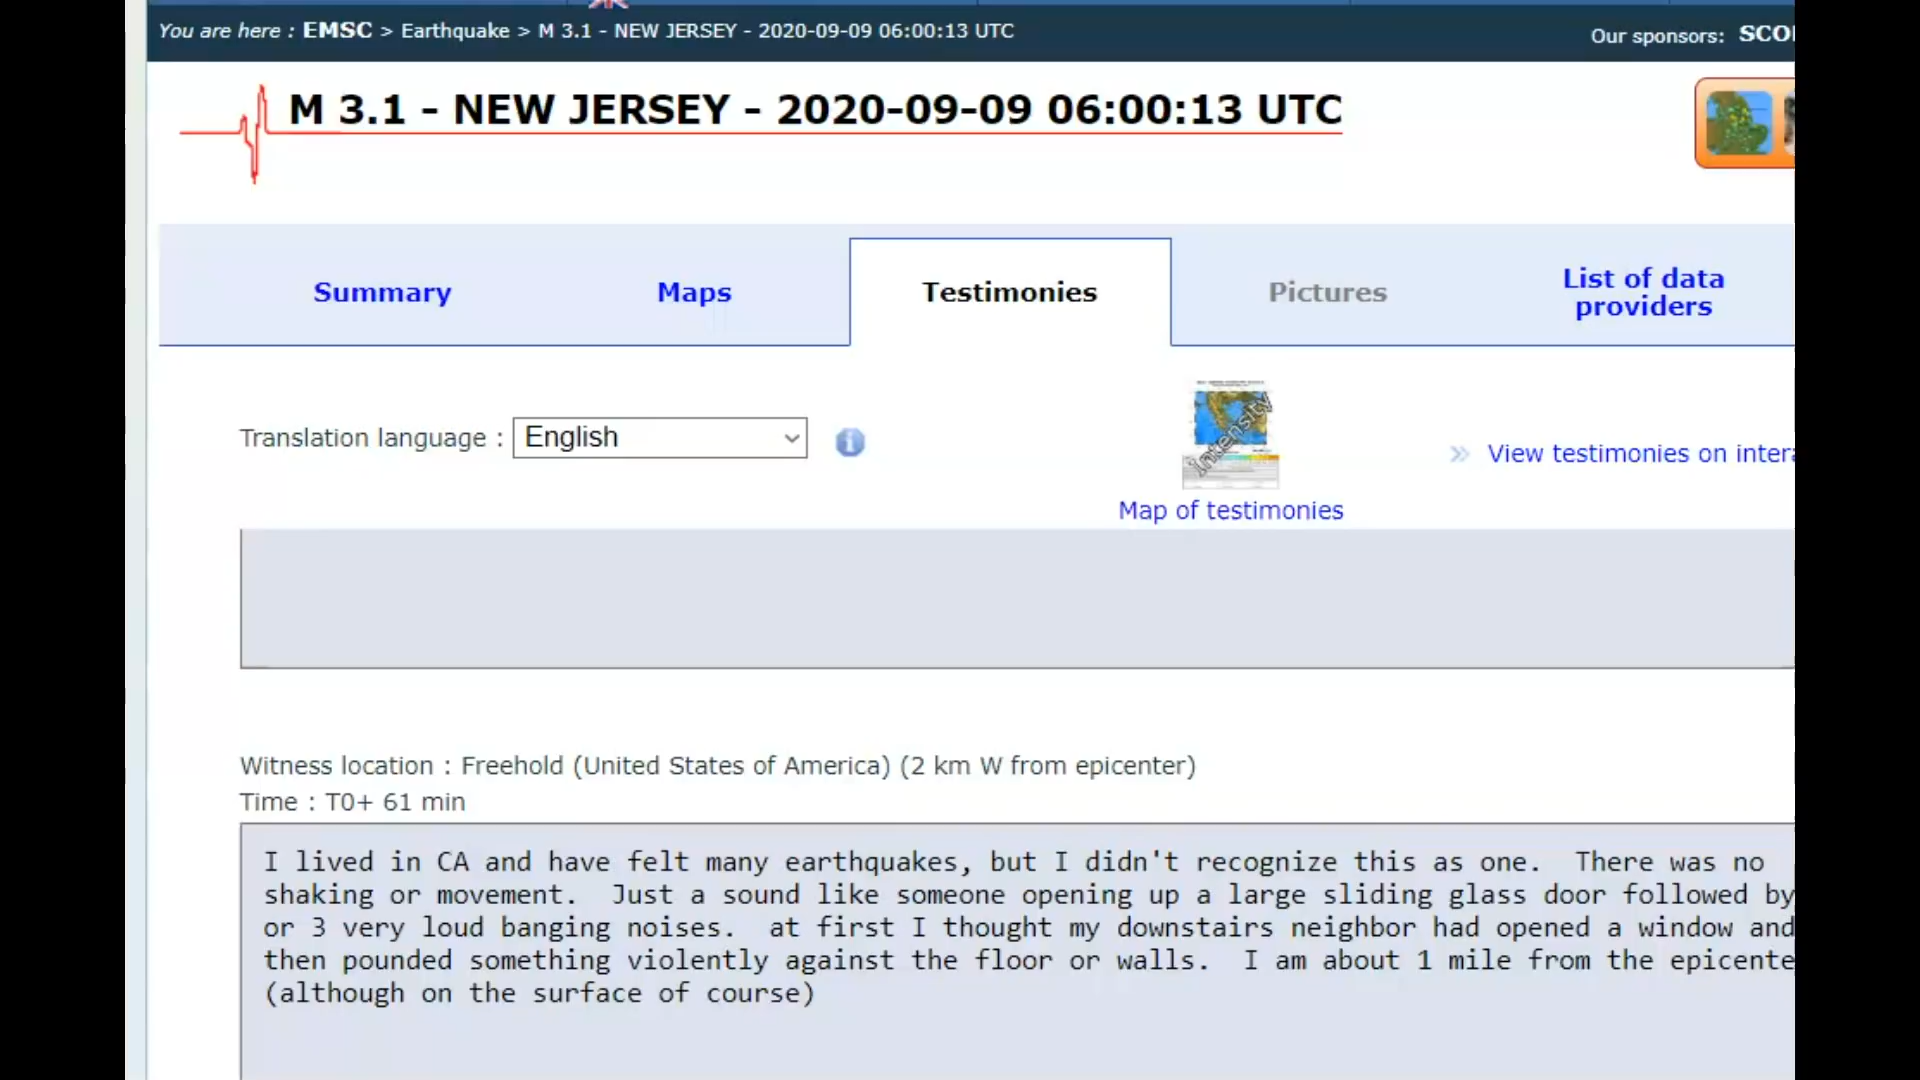 You are here : EMSC > Earthquake > M 3.1 - NEW JERSEY - 2020-09-09 06:00:13 UTC
Our sponsors:
M 3.1 - NEW JERSEY - 2020-09-09 06:00:13 UTC
Summary
Maps
Testimonies
Pictures
List of data
providers
Translation language : English
Intensity
View testimonies on
Map of testimonies
Witness location : Freehold (United States of America) (2 km W from epicenter)
Time : T0+ 61 min
I lived in CA and have felt many earthquakes, but I didn't recognize this as one. There was no
shaking or movement. Just a sound like someone opening up a large sliding glass door followed by
or 3 very loud banging noises. at first I thought my downstairs neighbor had opened a window and
then pounded something violently against the floor or walls. I am about 1 mile from the epicente
(although on the surface of course)